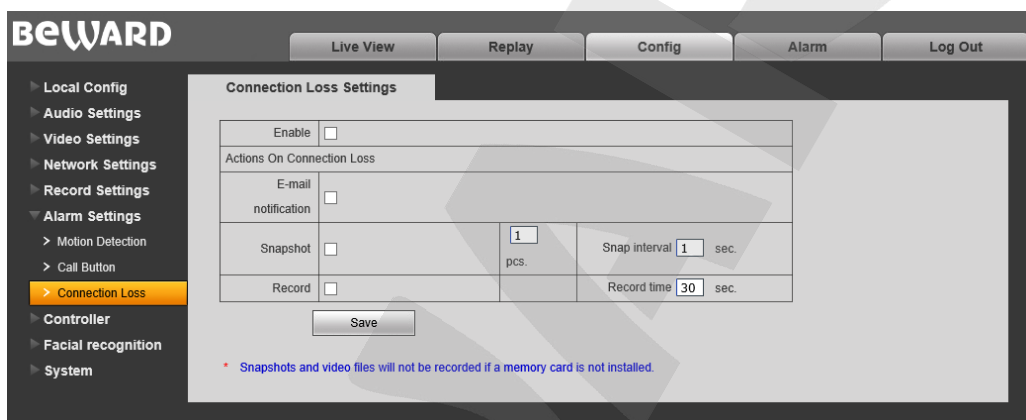 BEWARD
Live View Replay Config Alarm Log Out
Local Config
Audio Settings
Video Settings
Network Settings
Record Settings
Alarm Settings
> Motion Detection
> Call Button
> Connection Loss
Controller
Facial recognition
System
Connection Loss Settings
Enable
Actions On Connection Loss
E-mail
notification
Snapshot 1
pcs. Snap interval 1 sec.
Record Record time 30 sec.
Save
* Snapshots and video files will not be recorded if a memory card is not installed.